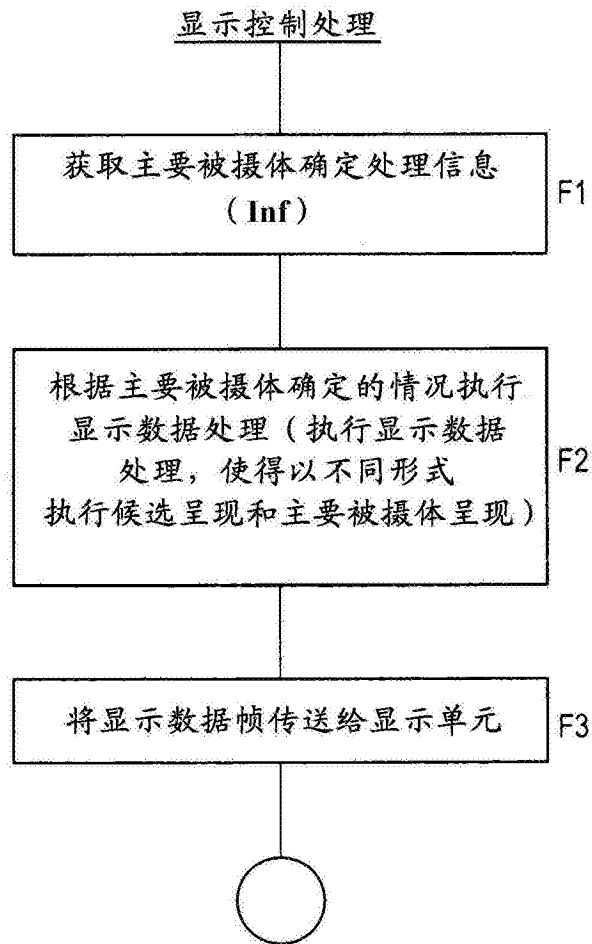 显示控制处理
获取主要被摄体确定处理信息
（Inf）
F1
根据主要被摄体确定的情况执行
显示数据处理（执行显示数据
处理，使得以不同形式
执行候选呈现和主要被摄体呈现）
F2
将显示数据帧传送给显示单元
F3